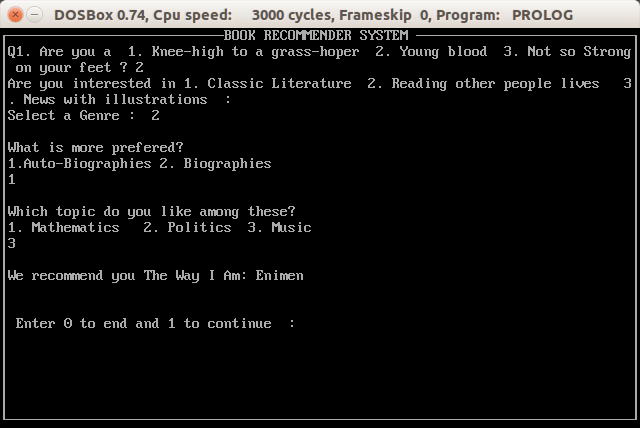 DOSBox 0.74, Cpu speed: 3000 cycles, Frameskip 0, Program: PROLOG
BOOK RECOMMENDER SYSTEM
Q1. Are you a 1. Knee-high to a grass-hoper 2. Young blood 3. Not so Strong
on your feet ? 2
Are you interested in 1. Classic Literature 2. Reading other people lives 3
. News with illustrations :
Select a Genre : 2
What is more prefered?
1.Auto-Biographies 2. Biographies
1
Which topic do you like among these?
1. Mathematics 2. Politics 3. Music
3
We recommend you The Way I Am: Enimen
Enter 0 to end and 1 to continue :